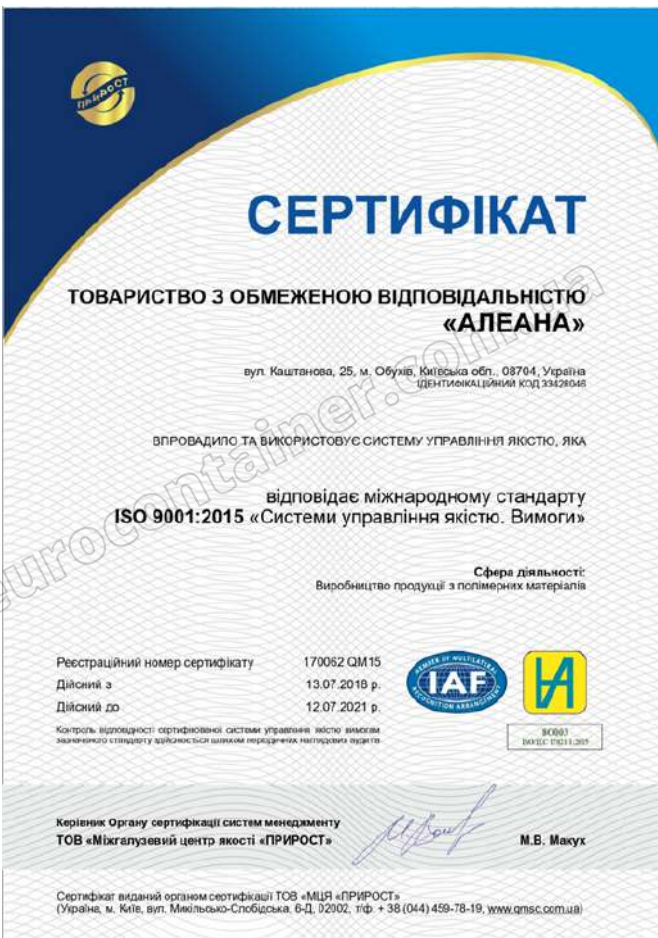 ПРИРОСТ
СЕРТИФІКАТ
ТОВАРИСТВО З ОБМЕЖЕНОЮ ВІДПОВІДАЛЬНІСТЮ
«АЛЕАНА»
вул. Каштанова, 25, м. Обухів, Київська обл., 08704, Україна
ІДЕНТИФІКАЦІЙНИЙ КОД 33428046
ВПРОВАДИЛО ТА ВИКОРИСТОВУЄ СИСТЕМУ УПРАВЛІННЯ ЯКІСТЮ, ЯКА
відповідає міжнародному стандарту
ISO 9001:2015 «Системи управління якістю. Вимоги»
Сфера діяльності:
Виробництво продукції з полімерних матеріалів
eurocontainer.com.ua
Реєстраційний номер сертифікату 170062 QM15
Дійсний з 13.07.2018 р.
Дійсний до 12.07.2021 р.
Контроль відповідності сертифікованої системи управління якістю вимогам
зазначеного стандарту здійснюється шляхом періодичних наглядових аудитів
MEMBER OF MULTILATERAL
IAF
RECOGNITION ARRANGEMENT
Керівник Органу сертифікації систем менеджменту
ТОВ «Міжгалузевий центр якості «ПРИРОСТ» М.В. Макух
Сертифікат виданий органом сертифікації ТОВ «МЦЯ «ПРИРОСТ»
(Україна, м. Київ, вул. Микільсько-Слобідська, 6-Д, 02002, т/ф. + 38 (044) 459-78-19, www.qmsc.com.ua)